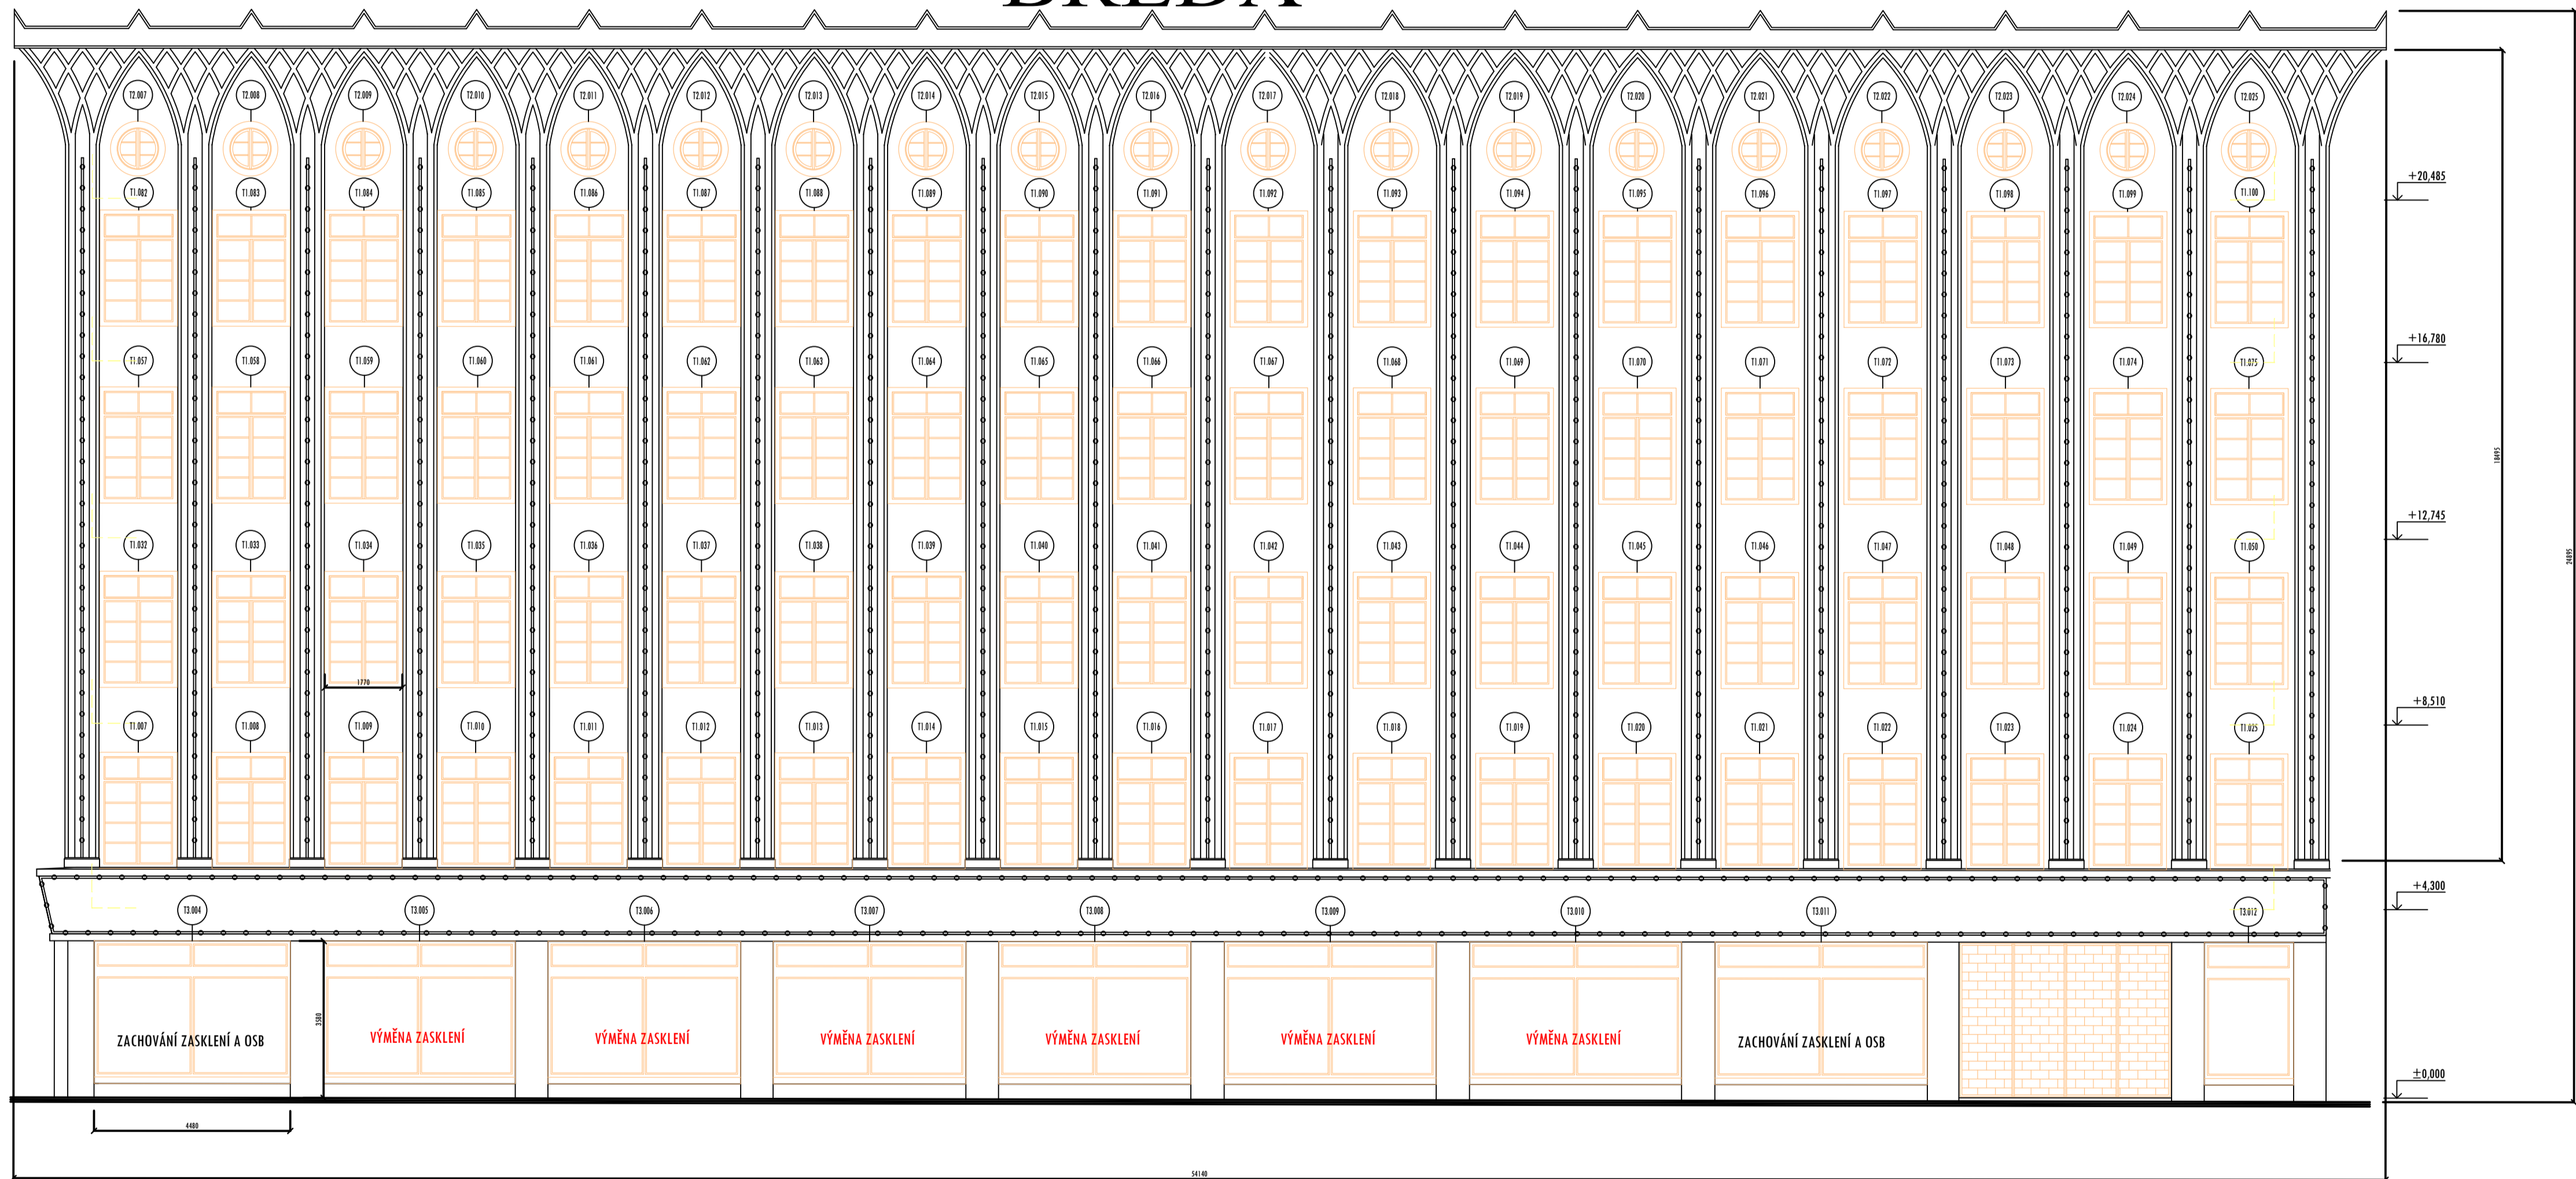 BREDA
T2.007 T2.008 T2.009 T2.010 T2.011 T2.012 T2.013 T2.014 T2.015 T2.016 T2.017 T2.018 T2.019 T2.020 T2.021 T2.022 T2.023 T2.024 T2.025
+20,485
T1.082 T1.083 T1.084 T1.085 T1.086 T1.087 T1.088 T1.089 T1.090 T1.091 T1.092 T1.093 T1.094 T1.095 T1.096 T1.097 T1.098 T1.099 T1.100
+16,780
T1.057 T1.058 T1.059 T1.060 T1.061 T1.062 T1.063 T1.064 T1.065 T1.066 T1.067 T1.068 T1.069 T1.070 T1.071 T1.072 T1.073 T1.074 T1.075
18495
+12,745
T1.032 T1.033 T1.034 T1.035 T1.036 T1.037 T1.038 T1.039 T1.040 T1.041 T1.042 T1.043 T1.044 T1.045 T1.046 T1.047 T1.048 T1.049 T1.050
24895
1770
+8,510
T1.007 T1.008 T1.009 T1.010 T1.011 T1.012 T1.013 T1.014 T1.015 T1.016 T1.017 T1.018 T1.019 T1.020 T1.021 T1.022 T1.023 T1.024 T1.025
+4,300
T3.004 T3.005 T3.006 T3.007 T3.008 T3.009 T3.010 T3.011 T3.012
3580
ZACHOVÁNÍ ZASKLENÍ A OSB VÝMĚNA ZASKLENÍ VÝMĚNA ZASKLENÍ VÝMĚNA ZASKLENÍ VÝMĚNA ZASKLENÍ VÝMĚNA ZASKLENÍ VÝMĚNA ZASKLENÍ ZACHOVÁNÍ ZASKLENÍ A OSB
±0,000
4480
54140